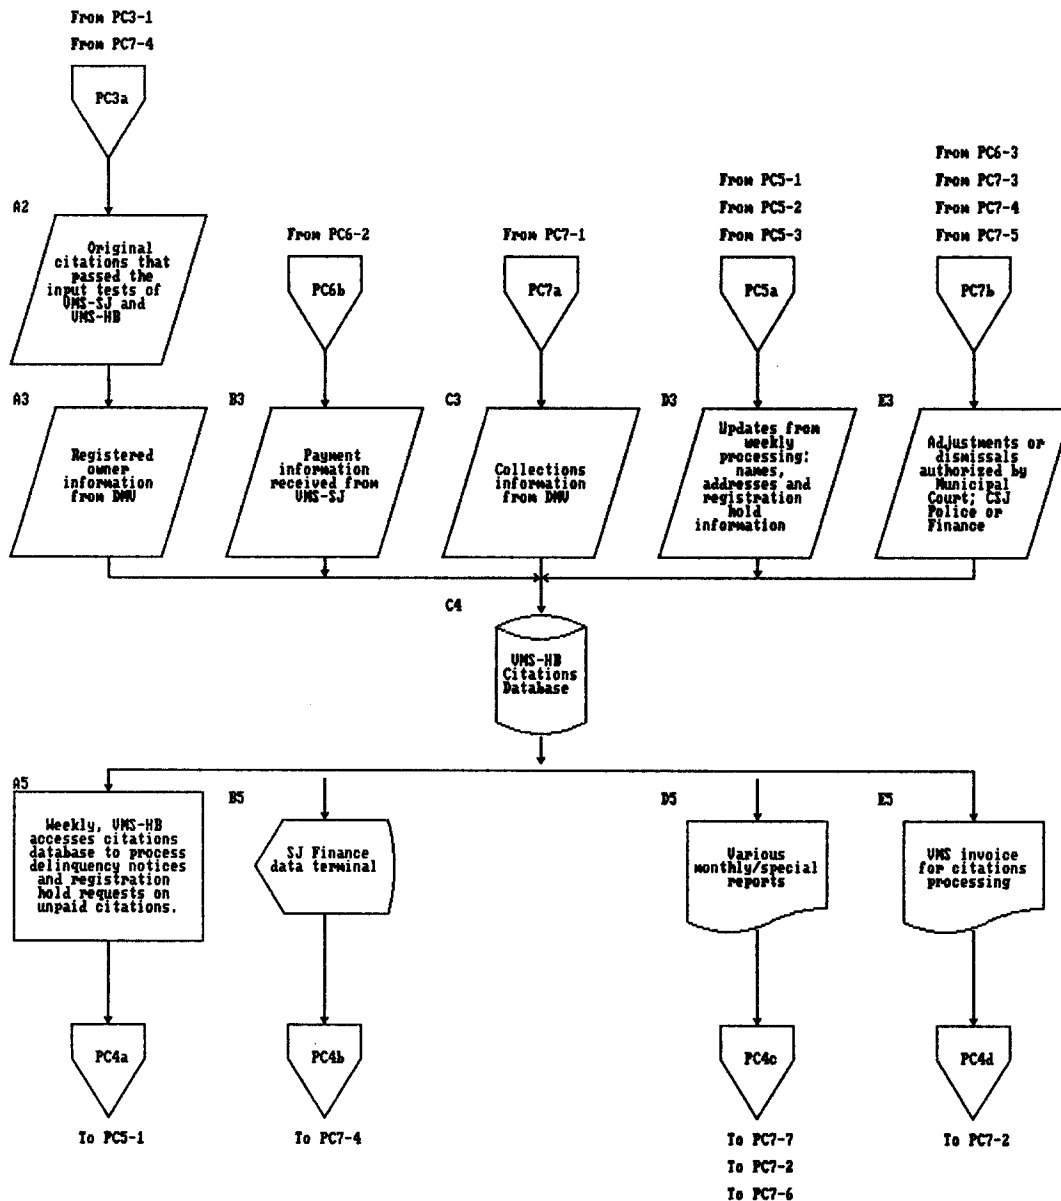 From PC3-1
From PC7-4
PC3a
A2
Original
citations that
passed the
input tests of
VMS-SJ and
VMS-HB
A3
Registered
owner
information
from DMV
From PC6-2
PC6b
B3
Payment
information
received from
VMS-SJ
From PC7-1
PC7a
C3
Collections
information
from DMV
From PC5-1
From PC5-2
From PC5-3
PC5a
D3
Updates from
weekly
processing:
names,
addresses and
registration
hold
information
From PC6-3
From PC7-3
From PC7-4
From PC7-5
PC7b
E3
Adjustments or
dismissals
authorized by
Municipal
Court; CSJ
Police or
Finance
C4
VMS-HB
Citations
Database
A5
Weekly, VMS-HB
accesses citations
database to process
delinquency notices
and registration
hold requests on
unpaid citations.
PC4a
To PC5-1
B5
SJ Finance
data terminal
PC4b
To PC7-4
D5
Various
monthly/special
reports
PC4c
To PC7-7
To PC7-2
To PC7-6
E5
VMS invoice
for citations
processing
PC4d
To PC7-2